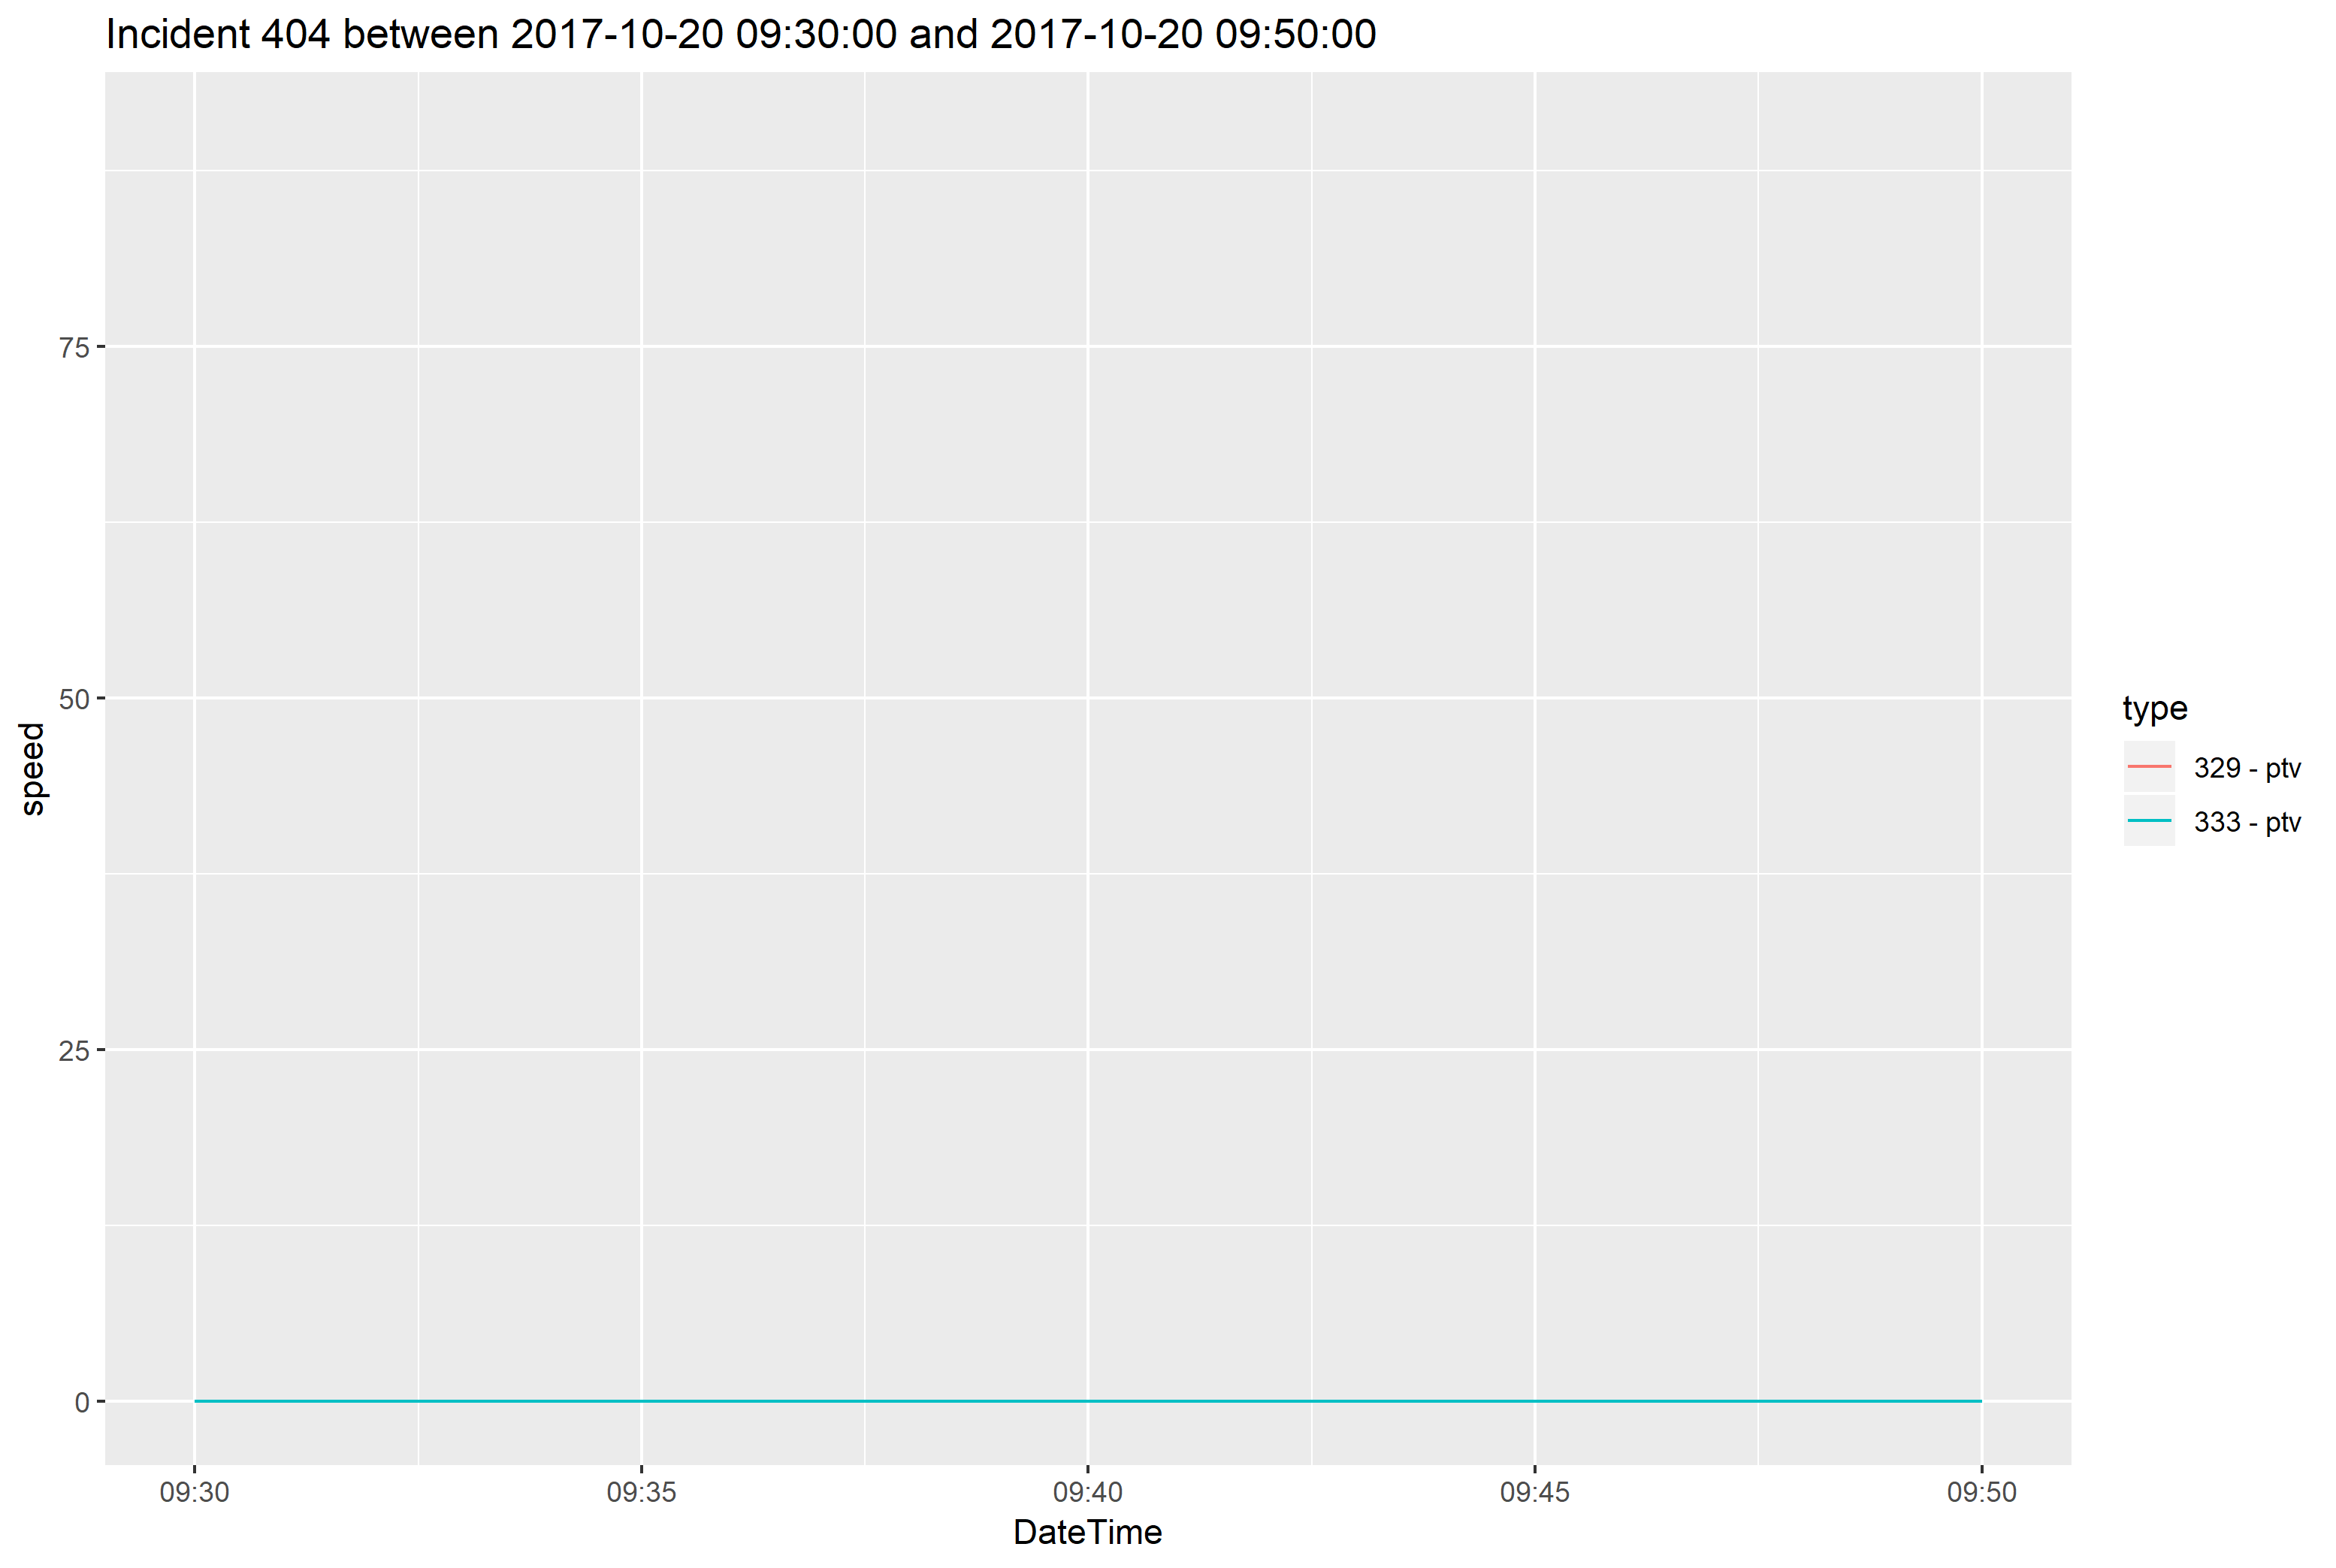 Incident 404 between 2017-10-20 09:30:00 and 2017-10-20 09:50:00
75
50
25
0
speed
09:30 09:35 09:40 09:45 09:50
DateTime
type
329 - ptv
333 - ptv